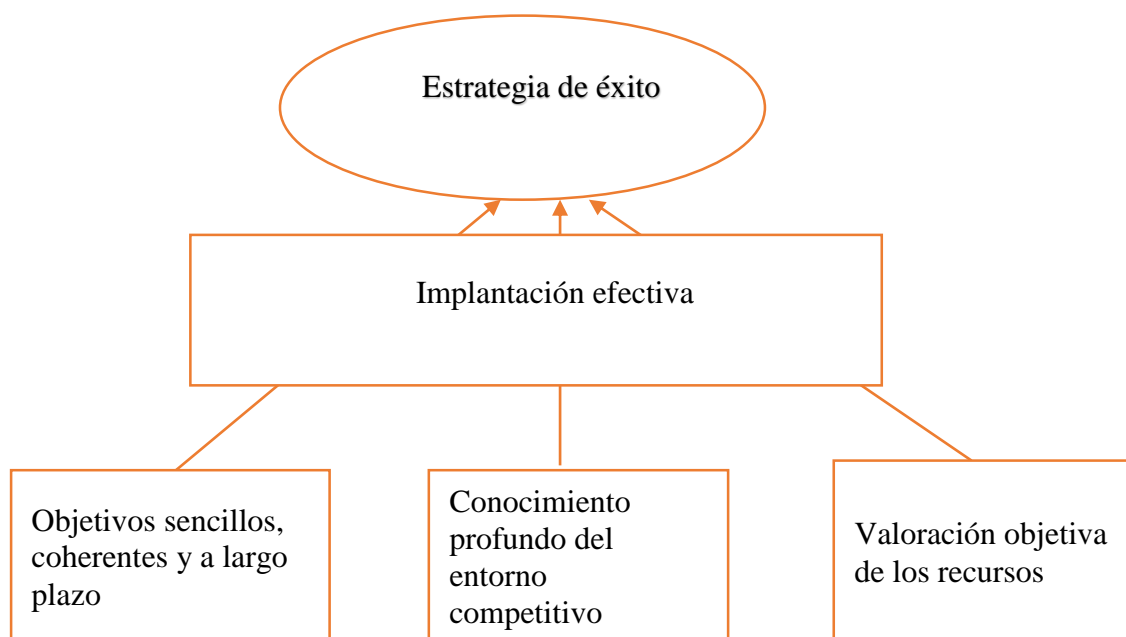 Estrategia de éxito
Implantación efectiva
Objetivos sencillos,
coherentes y a largo
plazo
Conocimiento
profundo del
entorno
competitivo
Valoración objetiva
de los recursos